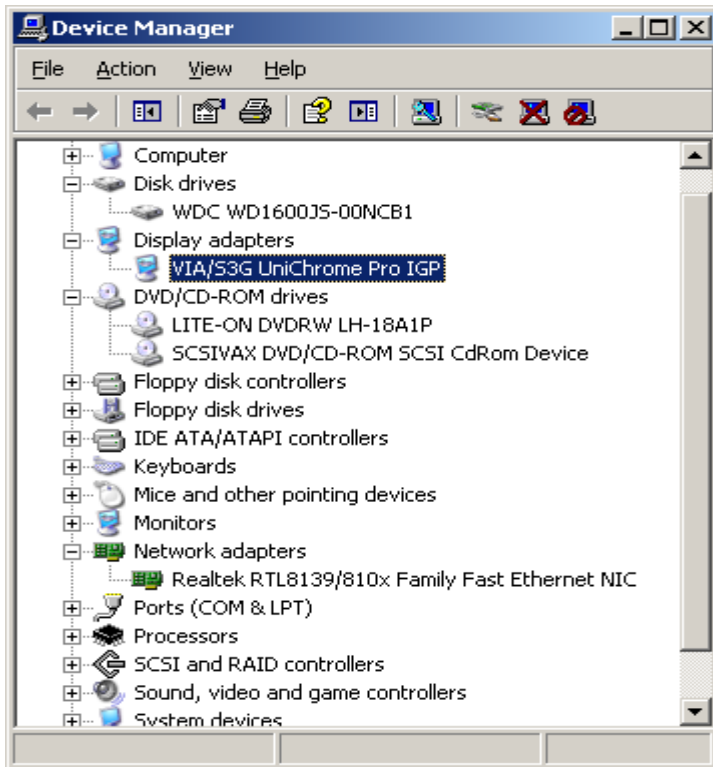 Device Manager
File Action View Help
Computer
Disk drives
WDC WD1600JS-00NCB1
Display adapters
VIA/S3G UniChrome Pro IGP
DVD/CD-ROM drives
LITE-ON DVDRW LH-18A1P
SCSIVAX DVD/CD-ROM SCSI CdRom Device
Floppy disk controllers
Floppy disk drives
IDE ATA/ATAPI controllers
Keyboards
Mice and other pointing devices
Monitors
Network adapters
Realtek RTL8139/810x Family Fast Ethernet NIC
Ports (COM & LPT)
Processors
SCSI and RAID controllers
Sound, video and game controllers
System devices